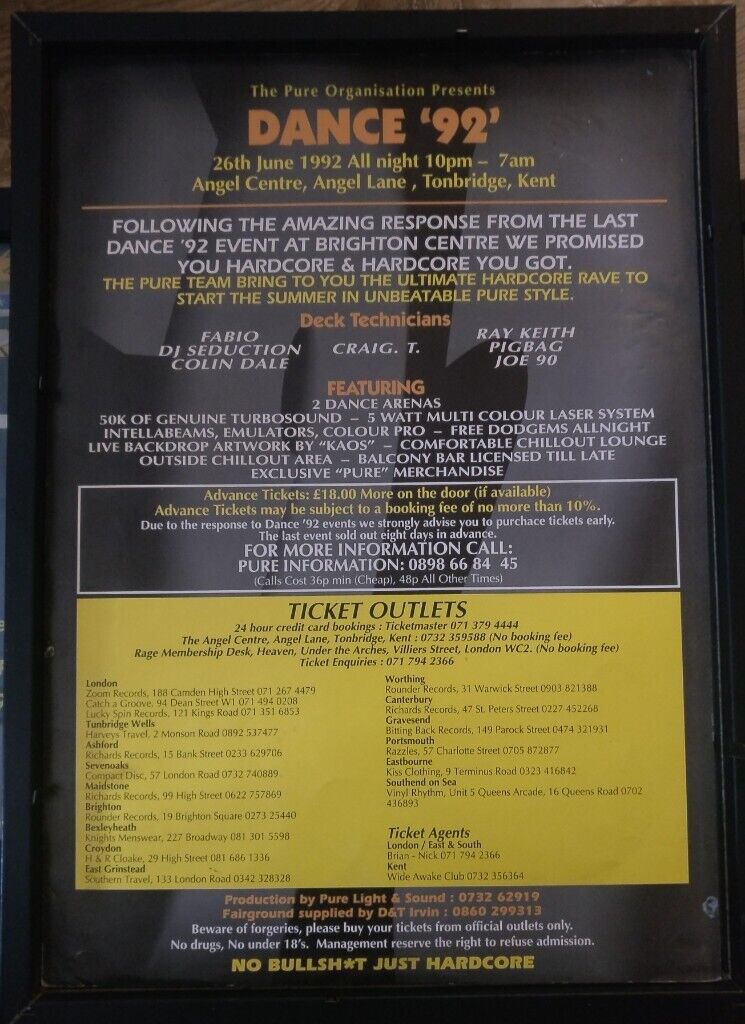 The Pure Organisation Presents
DANCE '92'
26th June 1992 All night 10pm – 7am
Angel Centre, Angel Lane , Tonbridge, Kent
FOLLOWING THE AMAZING RESPONSE FROM THE LAST
DANCE '92 EVENT AT BRIGHTON CENTRE WE PROMISED
YOU HARDCORE & HARDCORE YOU GOT.
THE PURE TEAM BRING TO YOU THE ULTIMATE HARDCORE RAVE TO
START THE SUMMER IN UNBEATABLE PURE STYLE.
Deck Technicians
FABIO
DJ SEDUCTION
COLIN DALE
CRAIG. T.
RAY KEITH
PIGBAG
JOE 90
FEATURING
2 DANCE ARENAS
50K OF GENUINE TURBOSOUND – 5 WATT MULTI COLOUR LASER SYSTEM
INTELLABEAMS, EMULATORS, COLOUR PRO – FREE DODGEMS ALLNIGHT
LIVE BACKDROP ARTWORK BY "KAOS" – COMFORTABLE CHILLOUT LOUNGE
OUTSIDE CHILLOUT AREA – BALCONY BAR LICENSED TILL LATE
EXCLUSIVE "PURE" MERCHANDISE
Advance Tickets: £18.00 More on the door (if available)
Advance Tickets may be subject to a booking fee of no more than 10%.
Due to the response to Dance '92 events we strongly advise you to purchace tickets early.
The last event sold out eight days in advance.
FOR MORE INFORMATION CALL:
PURE INFORMATION: 0898 66 84 45
(Calls Cost 36p min (Cheap), 48p All Other Times)
TICKET OUTLETS
24 hour credit card bookings : Ticketmaster 071 379 4444
The Angel Centre, Angel Lane, Tonbridge, Kent : 0732 359588 (No booking fee)
Rage Membership Desk, Heaven, Under the Arches, Villiers Street, London WC2. (No booking fee)
Ticket Enquiries : 071 794 2366
London
Zoom Records, 188 Camden High Street 071 267 4479
Catch a Groove, 94 Dean Street W1 071 494 0208
Lucky Spin Records, 121 Kings Road 071 351 6853
Tunbridge Wells
Harveys Travel, 2 Monson Road 0892 537477
Ashford
Richards Records, 15 Bank Street 0233 629706
Sevenoaks
Compact Disc, 57 London Road 0732 740889
Maidstone
Richards Records, 99 High Street 0622 757869
Brighton
Rounder Records, 19 Brighton Square 0273 25440
Bexleyheath
Knights Menswear, 227 Broadway 081 301 5598
Croydon
H & R Cloake, 29 High Street 081 686 1336
East Grinstead
Southern Travel, 133 London Road 0342 328328
Worthing
Rounder Records, 31 Warwick Street 0903 821388
Canterbury
Richards Records, 47 St. Peters Street 0227 452268
Gravesend
Bitting Back Records, 149 Parock Street 0474 321931
Portsmouth
Razzles, 57 Charlotte Street 0705 872877
Eastbourne
Kiss Clothing, 9 Terminus Road 0323 416842
Southend on Sea
Vinyl Rhythm, Unit 5 Queens Arcade, 16 Queens Road 0702
436893
Ticket Agents
London / East & South
Brian - Nick 071 794 2366
Kent
Wide Awake Club 0732 356364
Production by Pure Light & Sound : 0732 62919
Fairground supplied by D&T Irvin : 0860 299313
Beware of forgeries, please buy your tickets from official outlets only.
No drugs, No under 18's. Management reserve the right to refuse admission.
NO BULLSH*T JUST HARDCORE